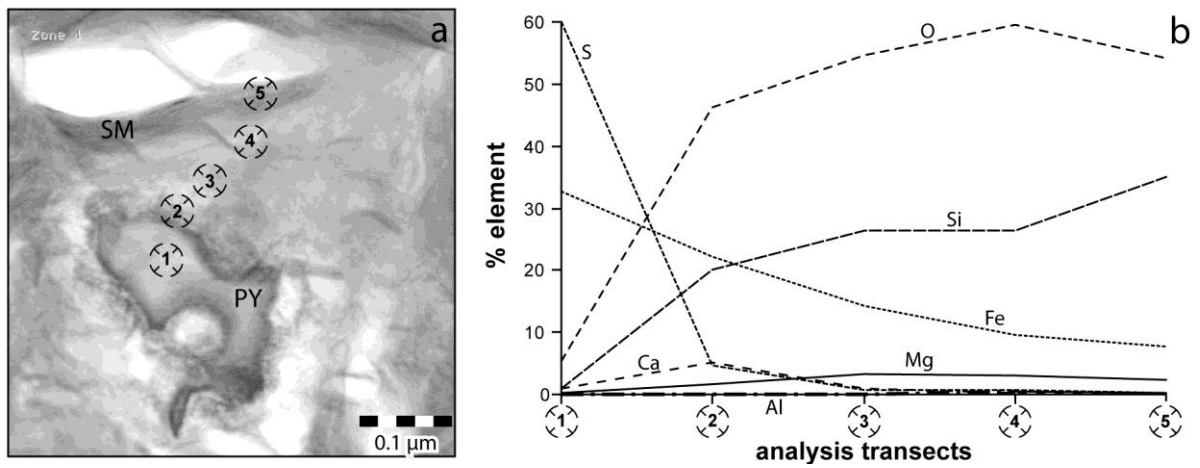 a
Zone 1
5
SM
4
3
2
1
PY
0.1 µm
b
60
50
40
30
20
10
0
% element
S
O
Si
Fe
Ca
Mg
Al
1 2 3 4 5
analysis transects